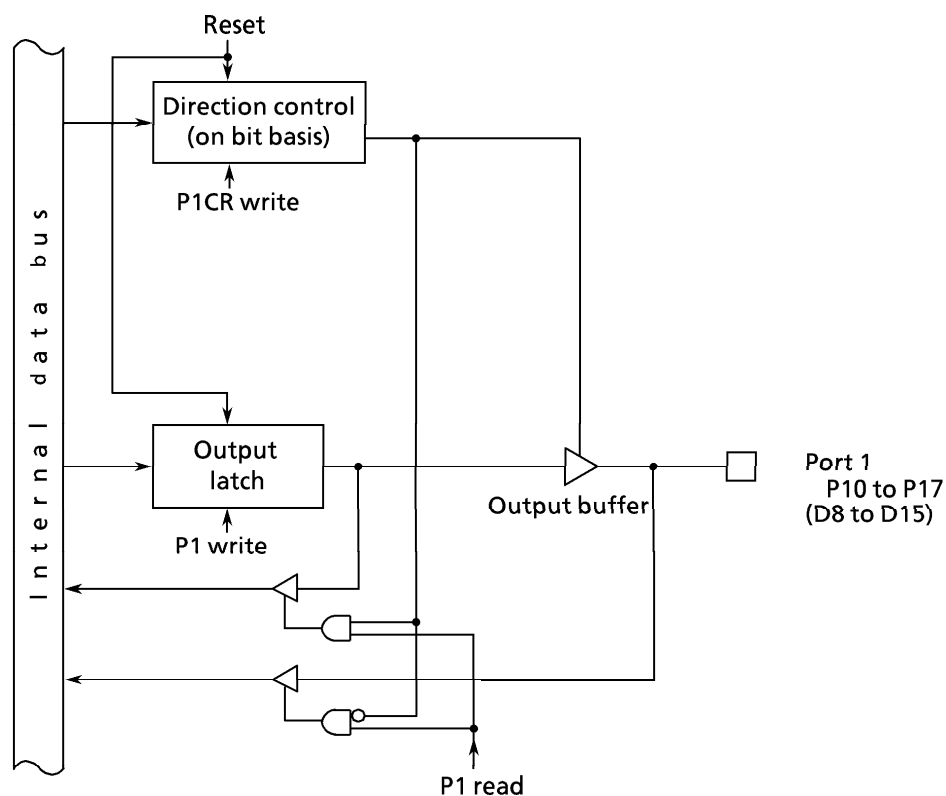 Reset
Direction control
(on bit basis)
P1CR write
Internal data bus
Output
latch
P1 write
Output buffer
Port 1
P10 to P17
(D8 to D15)
P1 read